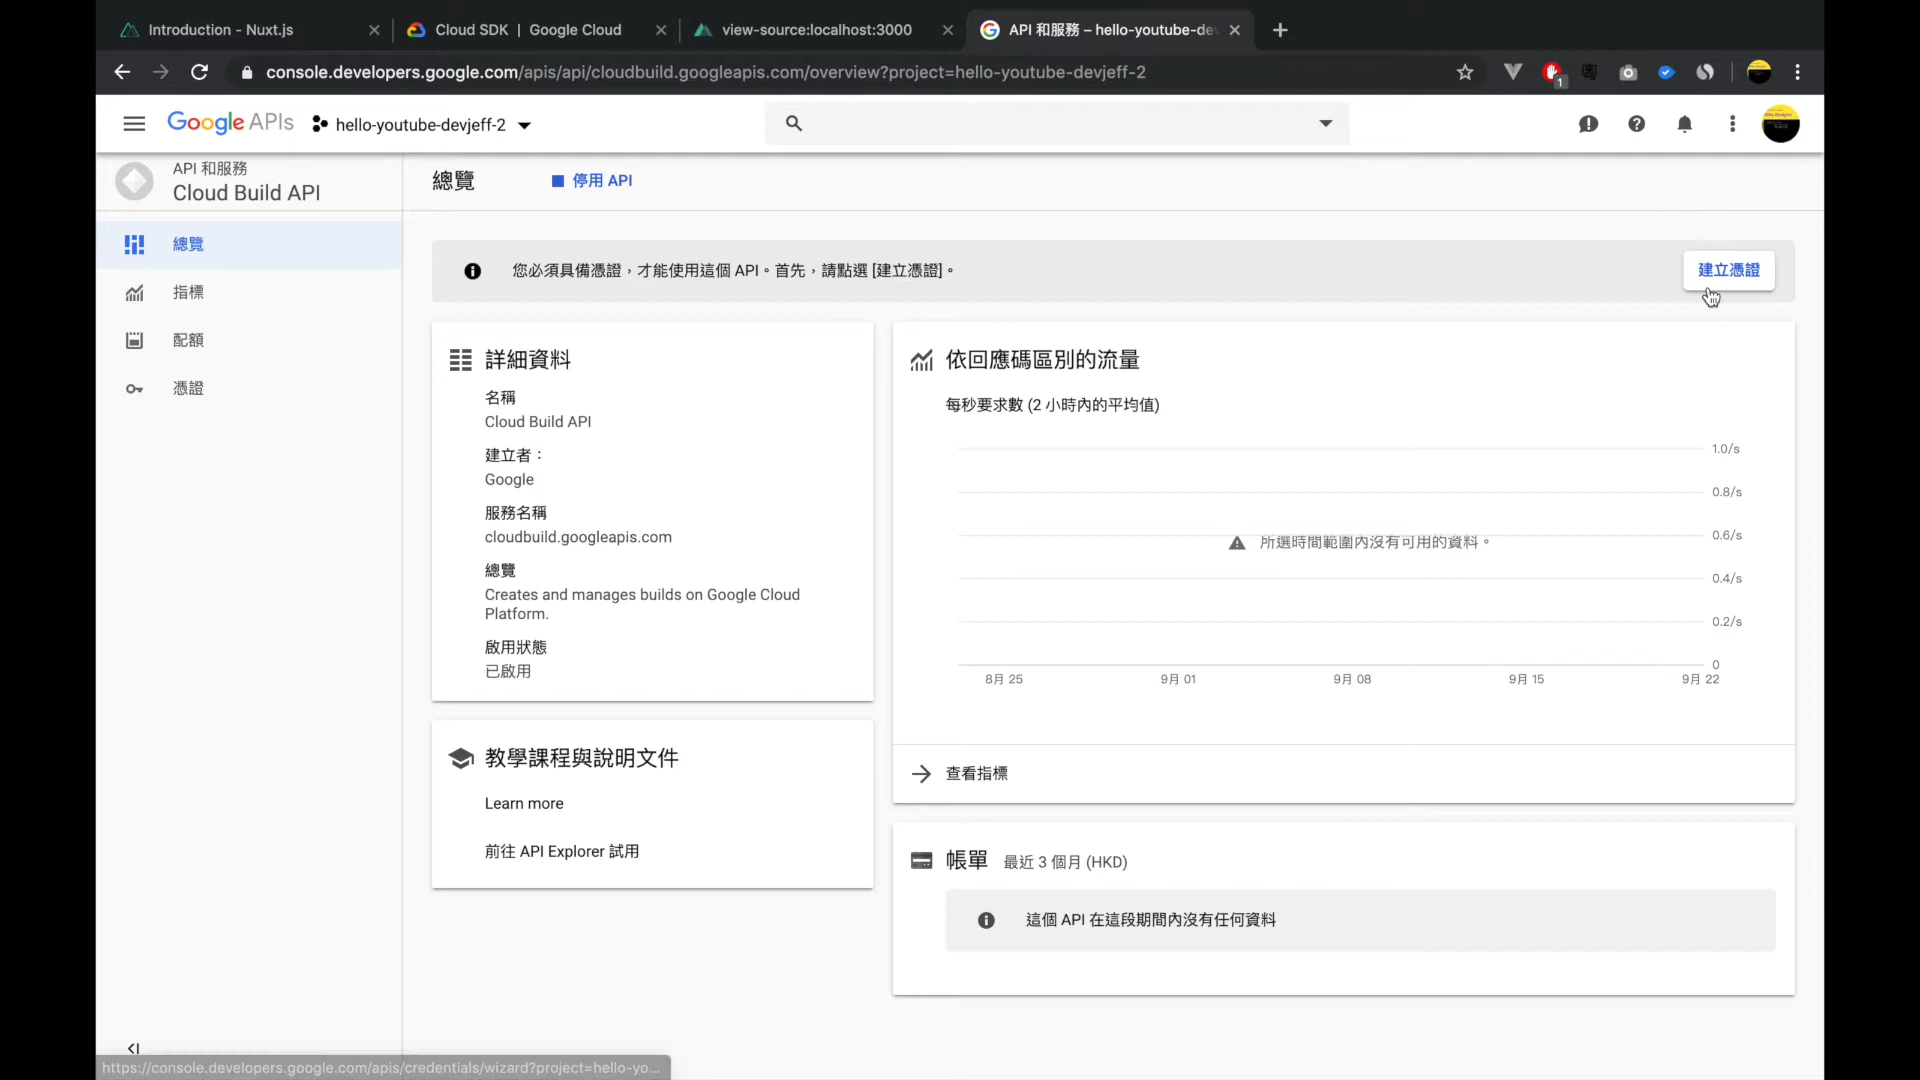 Introduction - Nuxt.js
Cloud SDK | Google Cloud
view-source:localhost:3000
API 和服務 – hello-youtube-de
console.developers.google.com/apis/api/cloudbuild.googleapis.com/overview?project=hello-youtube-devjeff-2
1
Google APIs
hello-youtube-devjeff-2
API 和服務
Cloud Build API
總覽
停用 API
總覽
指標
配額
憑證
您必須具備憑證，才能使用這個 API。首先，請點選 [建立憑證]。
建立憑證
詳細資料
名稱
Cloud Build API
建立者：
Google
服務名稱
cloudbuild.googleapis.com
總覽
Creates and manages builds on Google Cloud
Platform.
啟用狀態
已啟用
依回應碼區別的流量
每秒要求數 (2 小時內的平均值)
1.0/s
0.8/s
0.6/s
所選時間範圍內沒有可用的資料。
0.4/s
0.2/s
0
8月 25
9月 01
9月 08
9月 15
9月 22
查看指標
教學課程與說明文件
Learn more
前往 API Explorer 試用
帳單 最近 3 個月 (HKD)
這個 API 在這段期間內沒有任何資料
https://console.developers.google.com/apis/credentials/wizard?project=hello-yo...